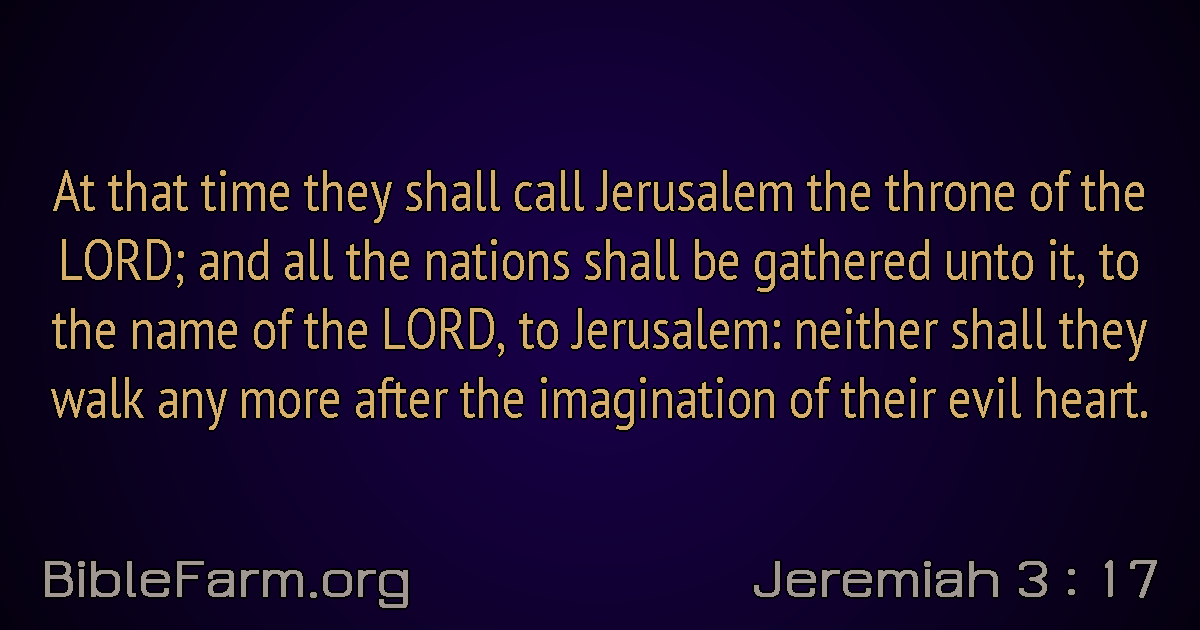 At that time they shall call Jerusalem the throne of the
LORD; and all the nations shall be gathered unto it, to
the name of the LORD, to Jerusalem: neither shall they
walk any more after the imagination of their evil heart.
BibleFarm.org
Jeremiah 3 : 17